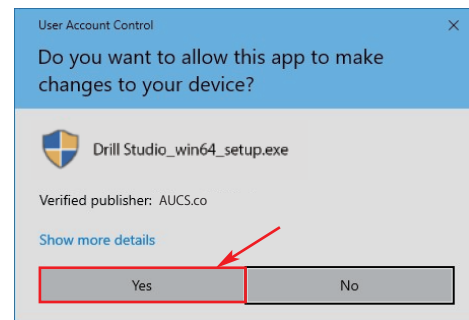 User Account Control
Do you want to allow this app to make
changes to your device?
Drill Studio_win64_setup.exe
Verified publisher: AUCS.co
Show more details
Yes
No